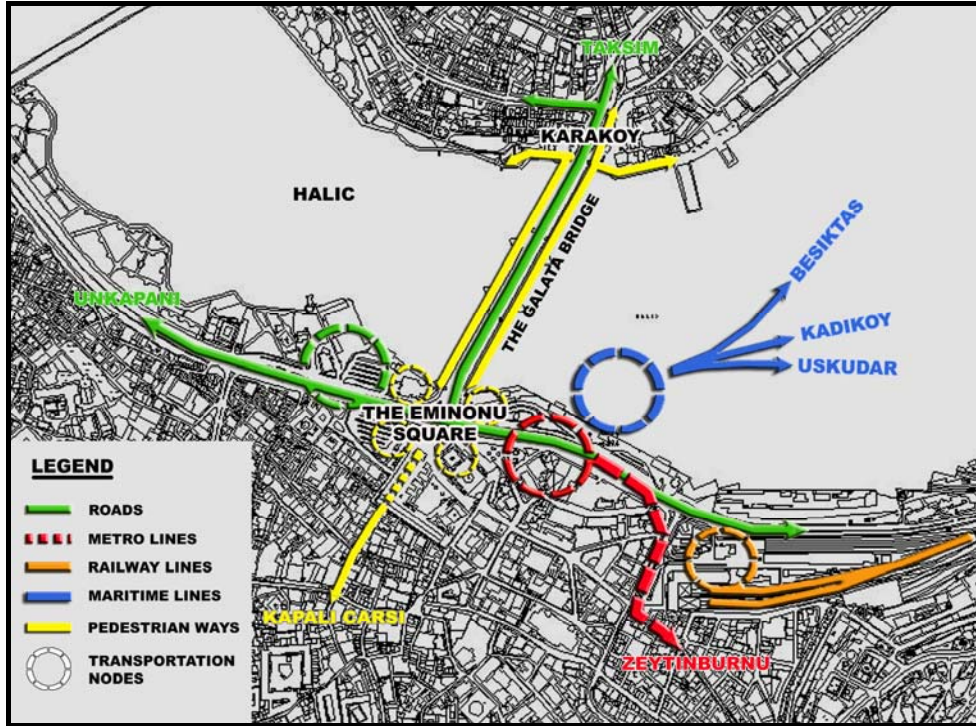 TAKSIM
KARAKOY
HALIC
THE GALATA BRIDGE
BESIKTAS
KADIKOY
USKUDAR
UNKAPANI
THE EMINONU
SQUARE
KAPALI CARSI
ZEYTINBURNU
LEGEND
ROADS
METRO LINES
RAILWAY LINES
MARITIME LINES
PEDESTRIAN WAYS
TRANSPORTATION
NODES